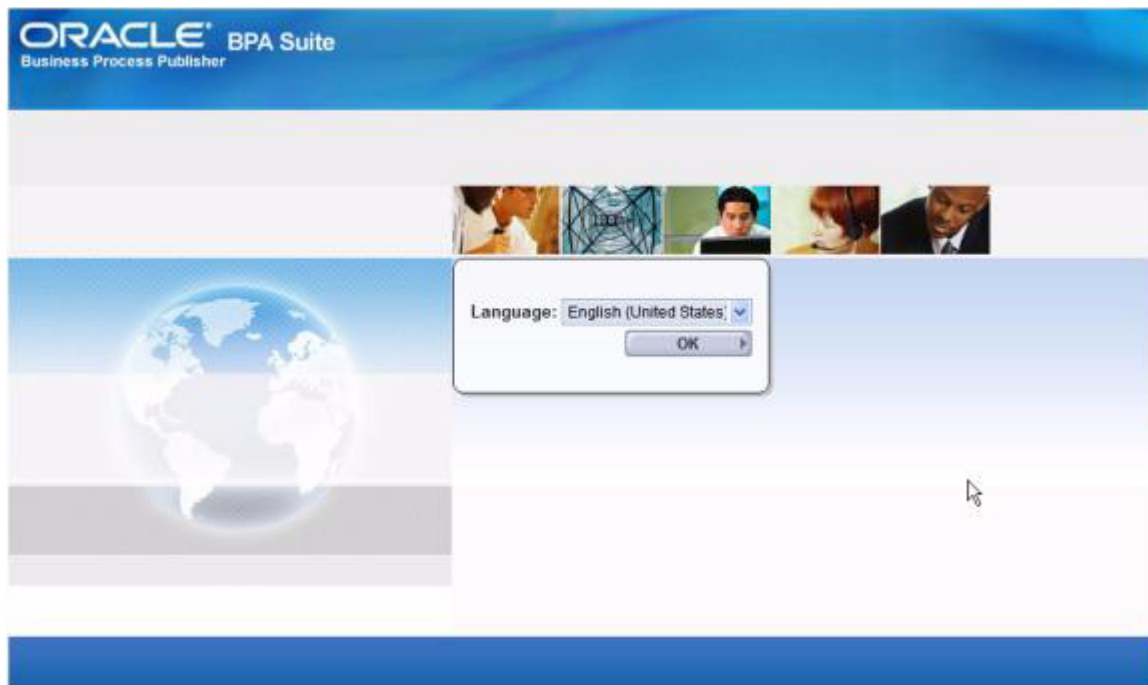 ORACLE® BPA Suite
Business Process Publisher
Language: English (United States)
OK